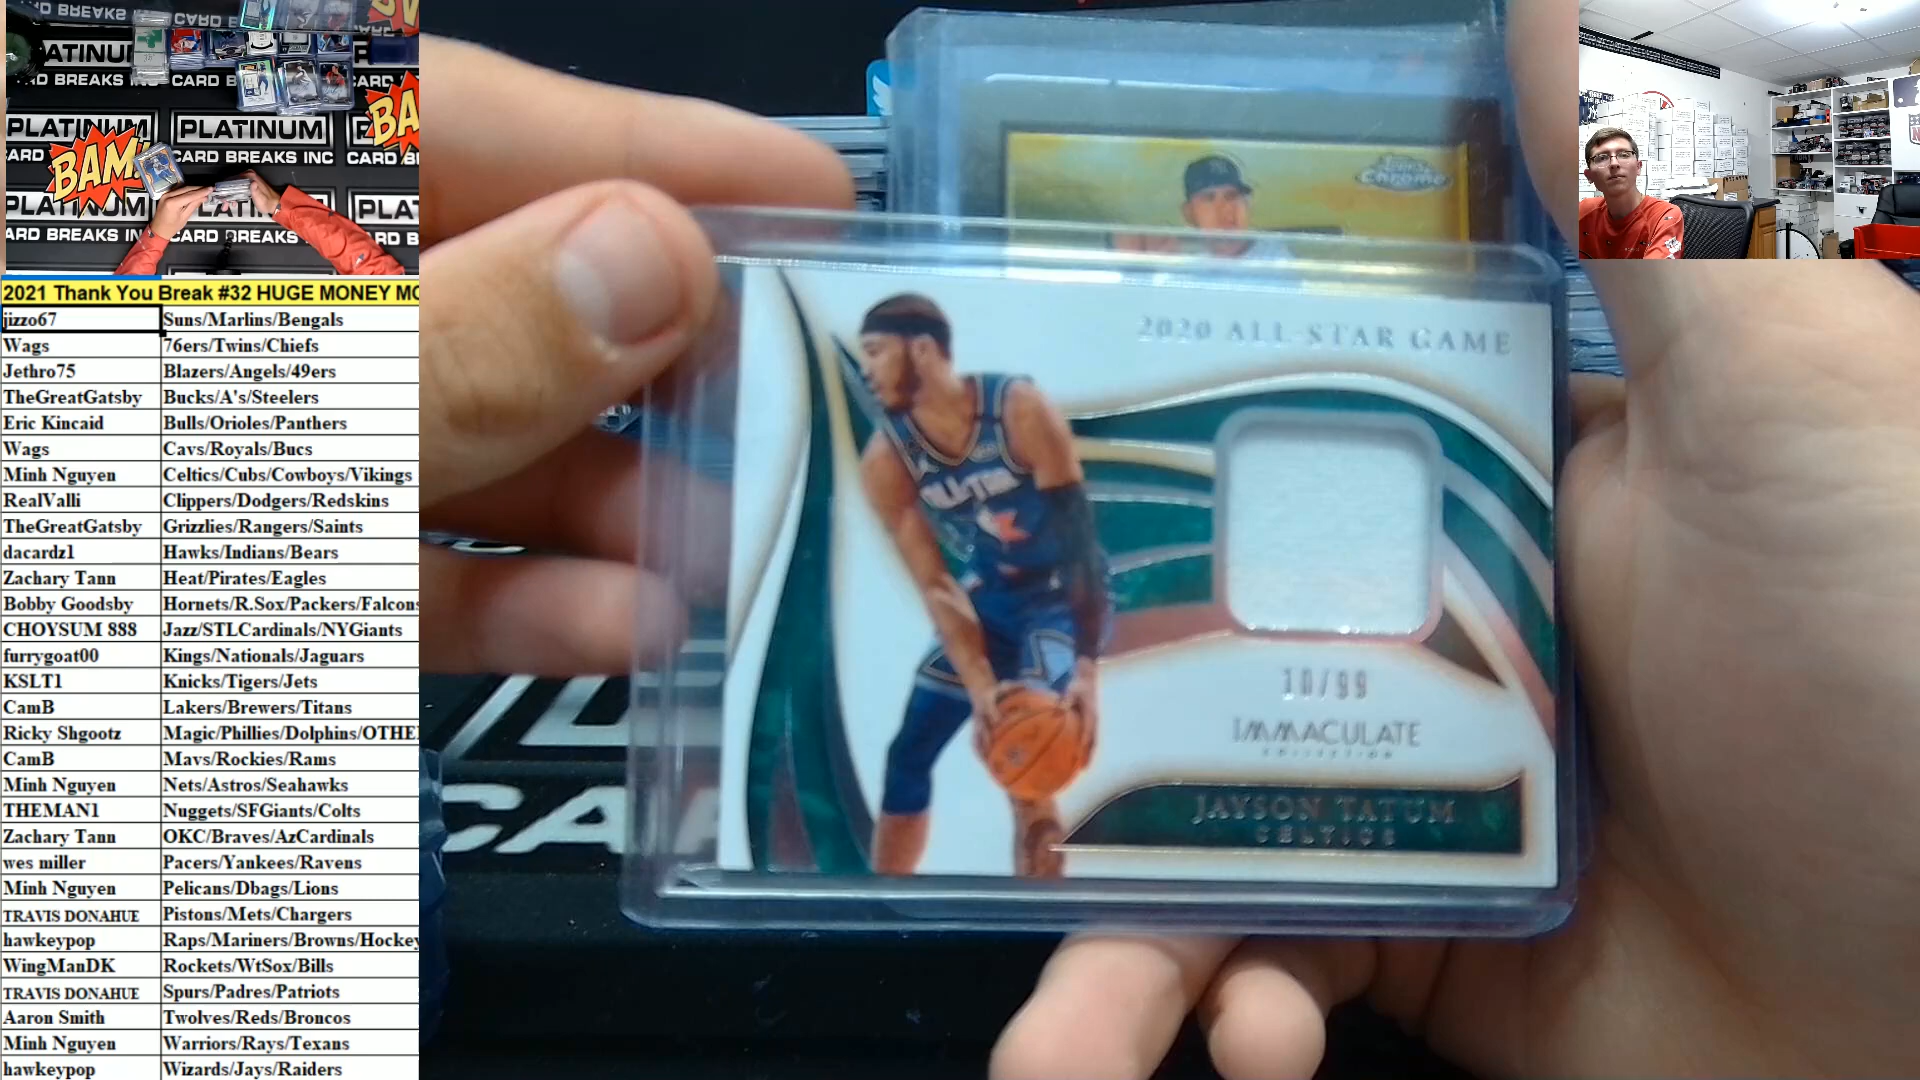 PLATINUM
CARD BREAKS INC
BAM!
PLATINUM
CARD BREAKS INC
2021 Thank You Break #32 HUGE MONEY MO
jizzo67 Suns/Marlins/Bengals
Wags 76ers/Twins/Chiefs
Jethro75 Blazers/Angels/49ers
TheGreatGatsby Bucks/A's/Steelers
Eric Kincaid Bulls/Orioles/Panthers
Wags Cavs/Royals/Bucs
Minh Nguyen Celtics/Cubs/Cowboys/Vikings
RealValli Clippers/Dodgers/Redskins
TheGreatGatsby Grizzlies/Rangers/Saints
dacardz1 Hawks/Indians/Bears
Zachary Tann Heat/Pirates/Eagles
Bobby Goodsby Hornets/R.Sox/Packers/Falcons
CHOYSUM 888 Jazz/STLCardinals/NYGiants
furrygoat00 Kings/Nationals/Jaguars
KSLT1 Knicks/Tigers/Jets
CamB Lakers/Brewers/Titans
Ricky Shgootz Magic/Phillies/Dolphins/OTHE
CamB Mavs/Rockies/Rams
Minh Nguyen Nets/Astros/Seahawks
THEMAN1 Nuggets/SFGiants/Colts
Zachary Tann OKC/Braves/AzCardinals
wes miller Pacers/Yankees/Ravens
Minh Nguyen Pelicans/Dbags/Lions
TRAVIS DONAHUE Pistons/Mets/Chargers
hawkeypop Raps/Mariners/Browns/Hockey
WingManDK Rockets/WtSox/Bills
TRAVIS DONAHUE Spurs/Padres/Patriots
Aaron Smith Twolves/Reds/Broncos
Minh Nguyen Warriors/Rays/Texans
hawkeypop Wizards/Jays/Raiders
Topps
Chrome
2020 ALL-STAR GAME
10/99
IMMACULATE
COLLECTION
JAYSON TATUM
CELTICS
CA